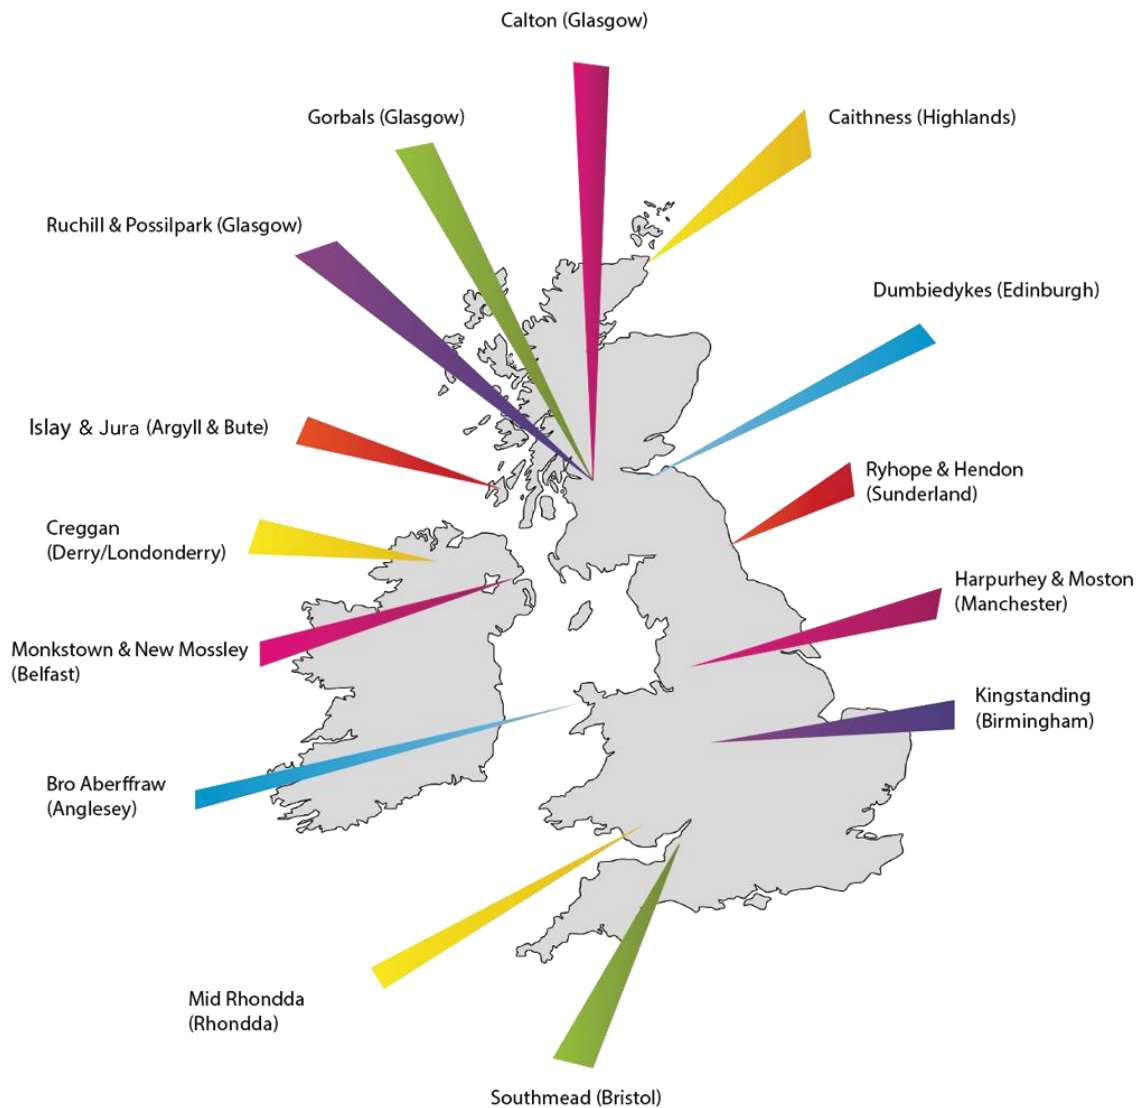 Calton (Glasgow)
Gorbals (Glasgow)
Caithness (Highlands)
Ruchill & Possilpark (Glasgow)
Dumbiedykes (Edinburgh)
Islay & Jura (Argyll & Bute)
Ryhope & Hendon
(Sunderland)
Creggan
(Derry/Londonderry)
Harpurhey & Moston
(Manchester)
Monkstown & New Mossley
(Belfast)
Kingstanding
(Birmingham)
Bro Aberffraw
(Anglesey)
Mid Rhondda
(Rhondda)
Southmead (Bristol)